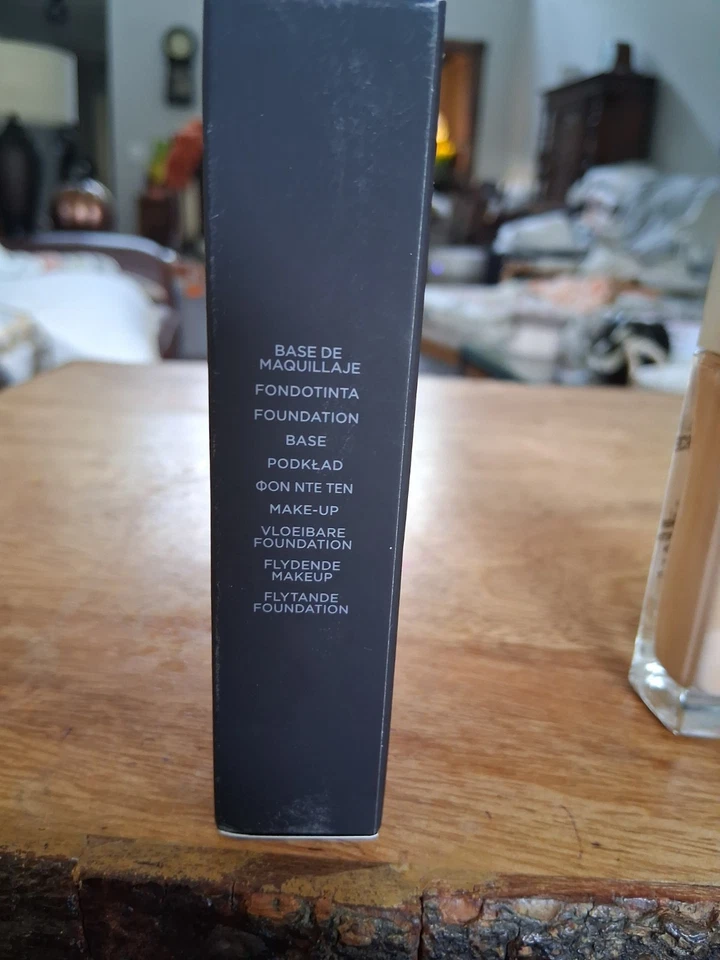 BASE DE
MAQUILLAJE
FONDOTINTA
FOUNDATION
BASE
PODKŁAD
ΦΟΝ ΝΤΕ ΤΕΝ
MAKE-UP
VLOEIBARE
FOUNDATION
FLYDENDE
MAKEUP
FLYTANDE
FOUNDATION